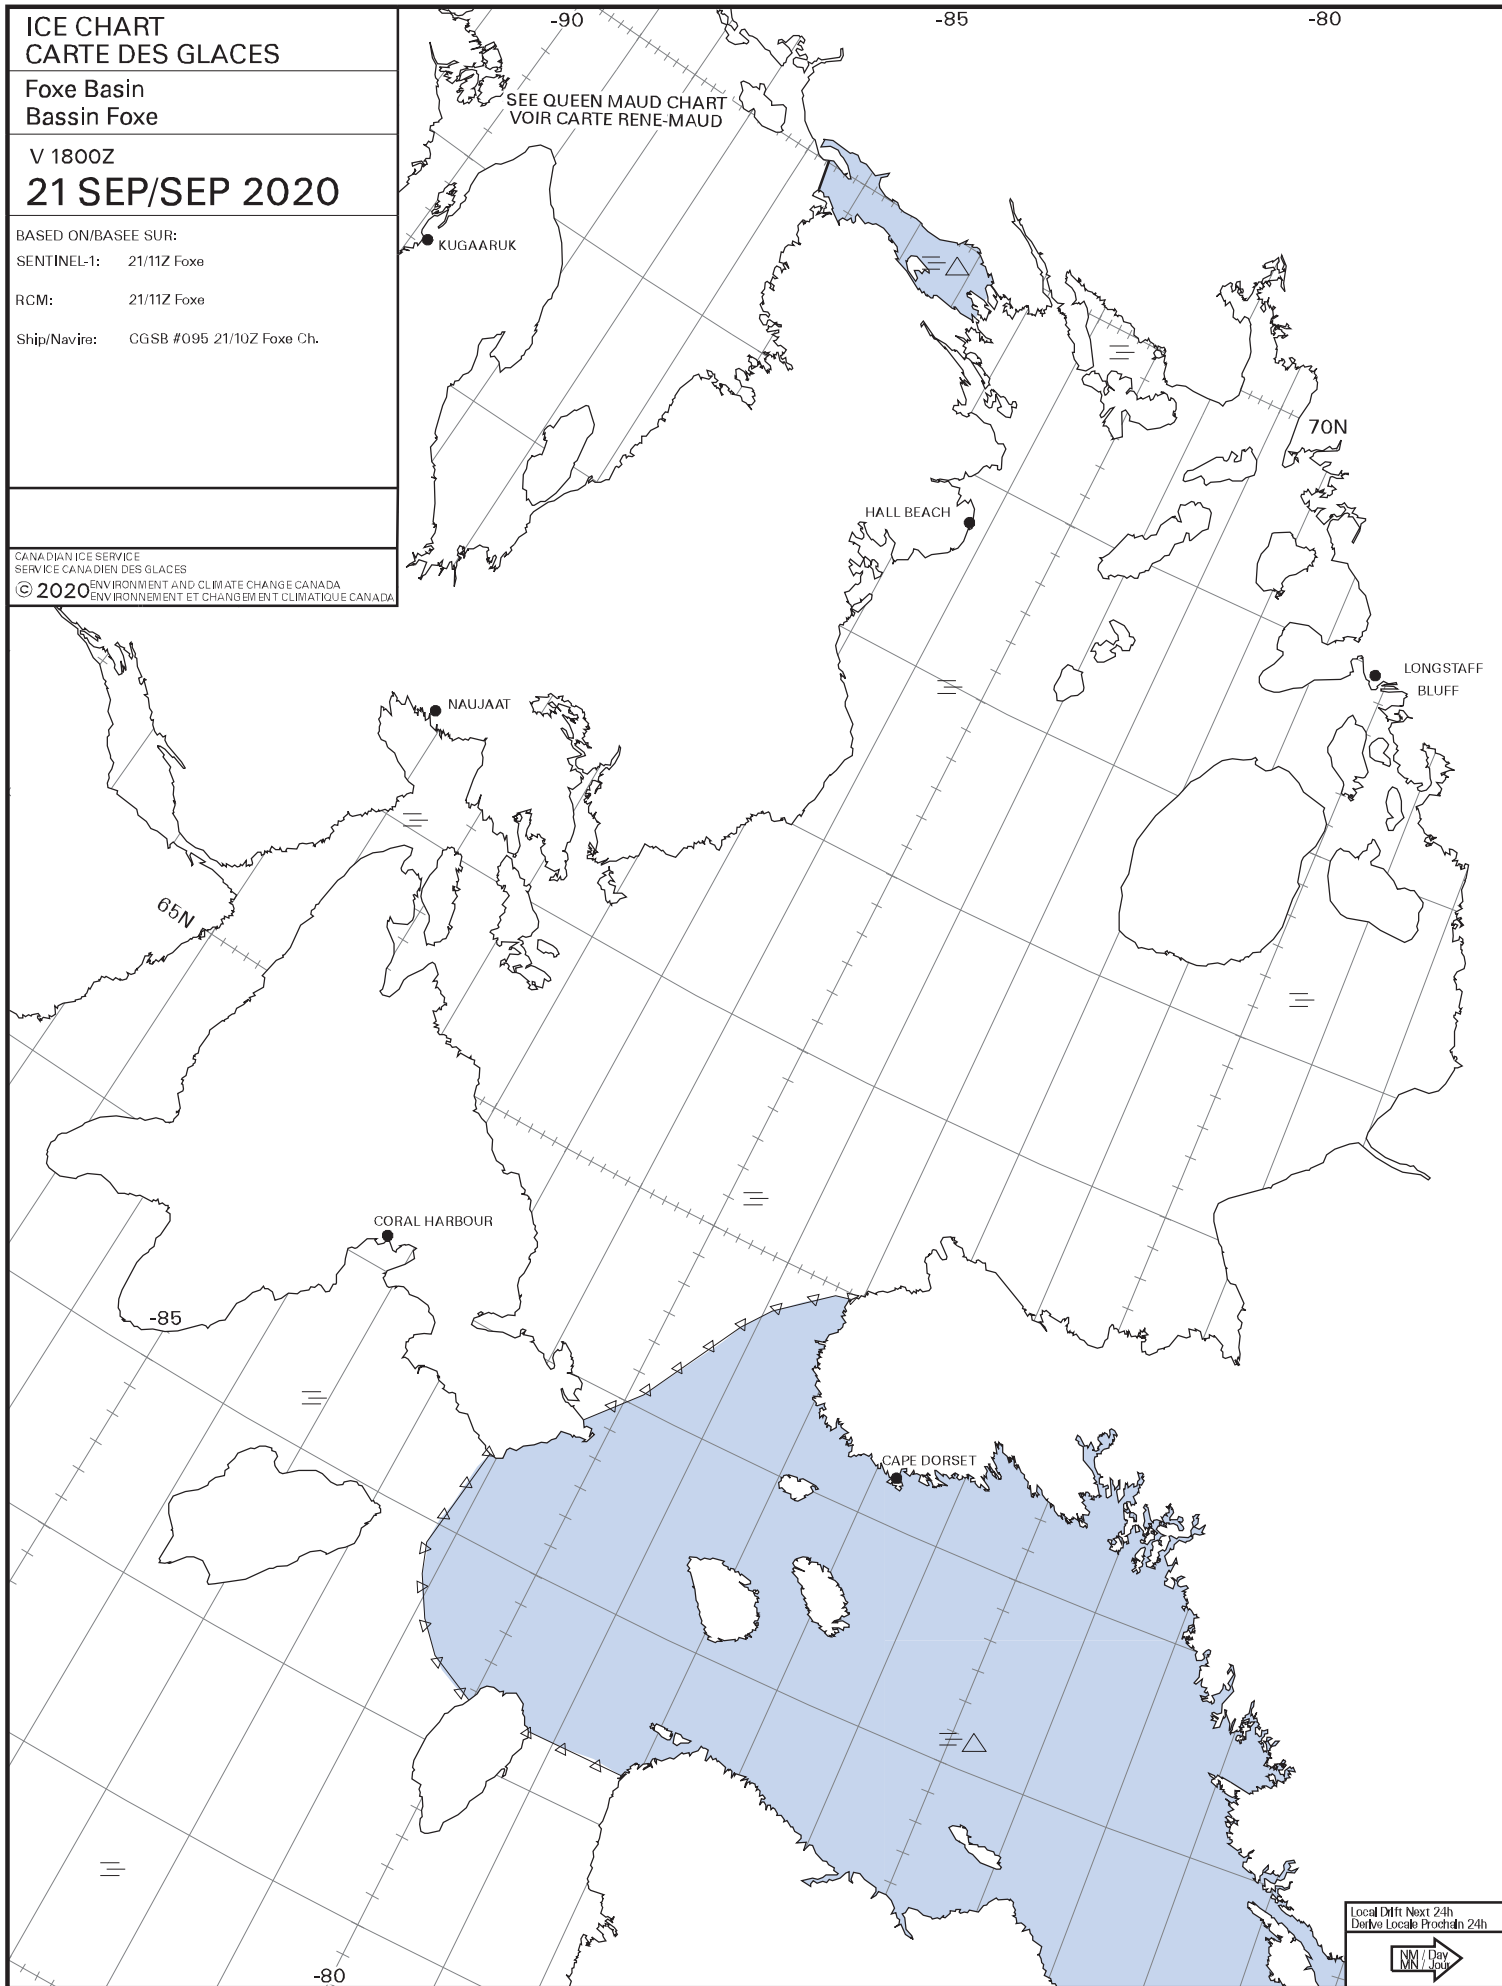 ICE CHART
CARTE DES GLACES
Foxe Basin
Bassin Foxe
V 1800Z
21 SEP/SEP 2020
BASED ON/BASEE SUR:
SENTINEL-1: 21/11Z Foxe
RCM: 21/11Z Foxe
Ship/Navire: CGSB #095 21/10Z Foxe Ch.
CANADIAN ICE SERVICE
SERVICE CANADIEN DES GLACES
© 2020 ENVIRONMENT AND CLIMATE CHANGE CANADA
ENVIRONNEMENT ET CHANGEMENT CLIMATIQUE CANADA
-90
-85
-80
SEE QUEEN MAUD CHART
VOIR CARTE RENE-MAUD
KUGAARUK
70N
HALL BEACH
LONGSTAFF
BLUFF
NAUJAAT
65N
CORAL HARBOUR
-85
CAPE DORSET
-80
Local Drift Next 24h
Derive Locale Prochain 24h
NM / Day
MN / Jour